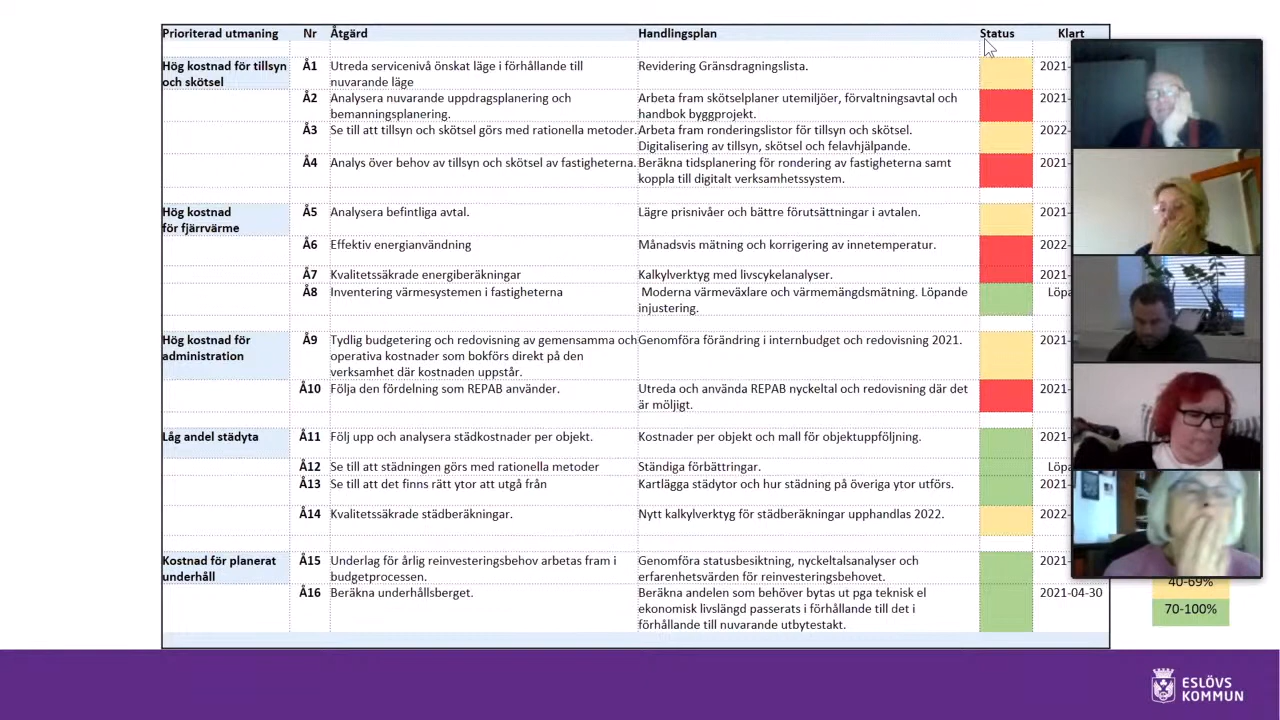 Prioriterad utmaning Nr Åtgärd Handlingsplan Status Klart
Hög kostnad för tillsyn Å1 Utreda servicenivå önskat läge i förhållande till Revidering Gränsdragningslista. 2021-
och skötsel nuvarande läge
Å2 Analysera nuvarande uppdragsplanering och Arbeta fram skötselplaner utemiljöer, förvaltningsavtal och 2021-
bemanningsplanering. handbok byggprojekt.
Å3 Se till att tillsyn och skötsel görs med rationella metoder. Arbeta fram ronderingslistor för tillsyn och skötsel. 2022-
Digitalisering av tillsyn, skötsel och felavhjälpande.
Å4 Analys över behov av tillsyn och skötsel av fastigheterna. Beräkna tidsplanering för rondering av fastigheterna samt 2021-
koppla till digitalt verksamhetssystem.
Hög kostnad Å5 Analysera befintliga avtal. Lägre prisnivåer och bättre förutsättningar i avtalen. 2021-
för fjärrvärme
Å6 Effektiv energianvändning Månadsvis mätning och korrigering av innetemperatur. 2022-
Å7 Kvalitetssäkrade energiberäkningar Kalkylverktyg med livscykelanalyser. 2021-
Å8 Inventering värmesystemen i fastigheterna Moderna värmeväxlare och värmemängdsmätning. Löpande Löpa
injustering.
Hög kostnad för Å9 Tydlig budgetering och redovisning av gemensamma och Genomföra förändring i internbudget och redovisning 2021. 2021-
administration operativa kostnader som bokförs direkt på den
verksamhet där kostnaden uppstår.
Å10 Följa den fördelning som REPAB använder. Utreda och använda REPAB nyckeltal och redovisning där det 2021-
är möjligt.
Låg andel städyta Å11 Följ upp och analysera städkostnader per objekt. Kostnader per objekt och mall för objektuppföljning. 2021-
Å12 Se till att städningen görs med rationella metoder Ständiga förbättringar. Löpa
Å13 Se till att det finns rätt ytor att utgå från Kartlägga städytor och hur städning på överiga ytor utförs. 2021-
Å14 Kvalitetssäkrade städberäkningar. Nytt kalkylverktyg för städberäkningar upphandlas 2022. 2022-
Kostnad för planerat Å15 Underlag för årlig reinvesteringsbehov arbetas fram i Genomföra statusbesiktning, nyckeltalsanalyser och 2021-
underhåll budgetprocessen. erfarenhetsvärden för reinvesteringsbehovet.
40-69%
Å16 Beräkna underhållsberget. Beräkna andelen som behöver bytas ut pga teknisk el 2021-04-30
ekonomisk livslängd passerats i förhållande till det i
70-100%
förhållande till nuvarande utbytestakt.
ESLÖVS
KOMMUN